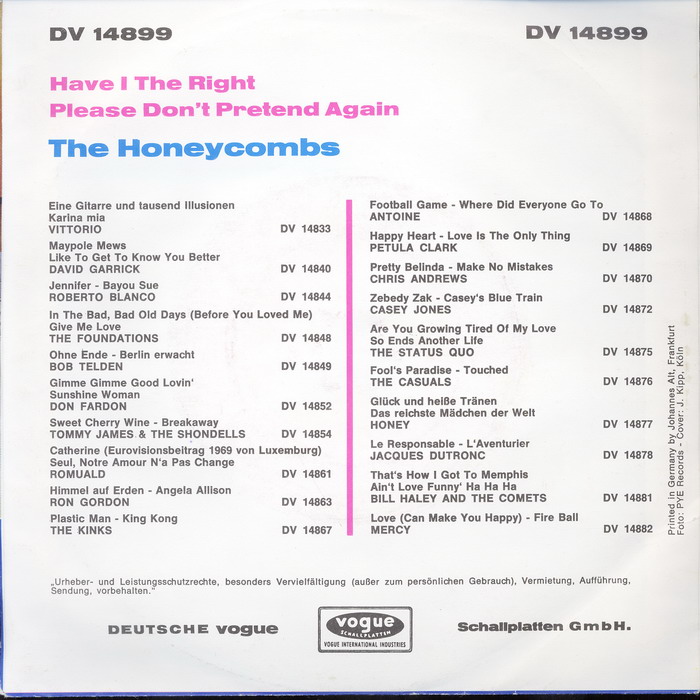 DV 14899
DV 14899
Have I The Right
Please Don't Pretend Again
The Honeycombs
Eine Gitarre und tausend Illusionen
Karina mia
VITTORIO DV 14833
Maypole Mews
Like To Get To Know You Better
DAVID GARRICK DV 14840
Jennifer - Bayou Sue
ROBERTO BLANCO DV 14844
In The Bad, Bad Old Days (Before You Loved Me)
Give Me Love
THE FOUNDATIONS DV 14848
Ohne Ende - Berlin erwacht
BOB TELDEN DV 14849
Gimme Gimme Good Lovin'
Sunshine Woman
DON FARDON DV 14852
Sweet Cherry Wine - Breakaway
TOMMY JAMES & THE SHONDELLS DV 14854
Catherine (Eurovisionsbeitrag 1969 von Luxemburg)
Seul, Notre Amour N'a Pas Change
ROMUALD DV 14861
Himmel auf Erden - Angela Allison
RON GORDON DV 14863
Plastic Man - King Kong
THE KINKS DV 14867
Football Game - Where Did Everyone Go To
ANTOINE DV 14868
Happy Heart - Love Is The Only Thing
PETULA CLARK DV 14869
Pretty Belinda - Make No Mistakes
CHRIS ANDREWS DV 14870
Zebedy Zak - Casey's Blue Train
CASEY JONES DV 14872
Are You Growing Tired Of My Love
So Ends Another Life
THE STATUS QUO DV 14875
Fool's Paradise - Touched
THE CASUALS DV 14876
Glück und heiße Tränen
Das reichste Mädchen der Welt
HONEY DV 14877
Le Responsable - L'Aventurier
JACQUES DUTRONC DV 14878
That's How I Got To Memphis
Ain't Love Funny' Ha Ha Ha
BILL HALEY AND THE COMETS DV 14881
Love (Can Make You Happy) - Fire Ball
MERCY DV 14882
Printed in Germany by Johannes Alt, Frankfurt
Foto: PYE Records - Cover: J. Kipp, Köln
„Urheber- und Leistungsschutzrechte, besonders Vervielfältigung (außer zum persönlichen Gebrauch), Vermietung, Aufführung,
Sendung, vorbehalten."
DEUTSCHE vogue
vogue
SCHALLPLATTEN
VOGUE INTERNATIONAL INDUSTRIES
Schallplatten GmbH.